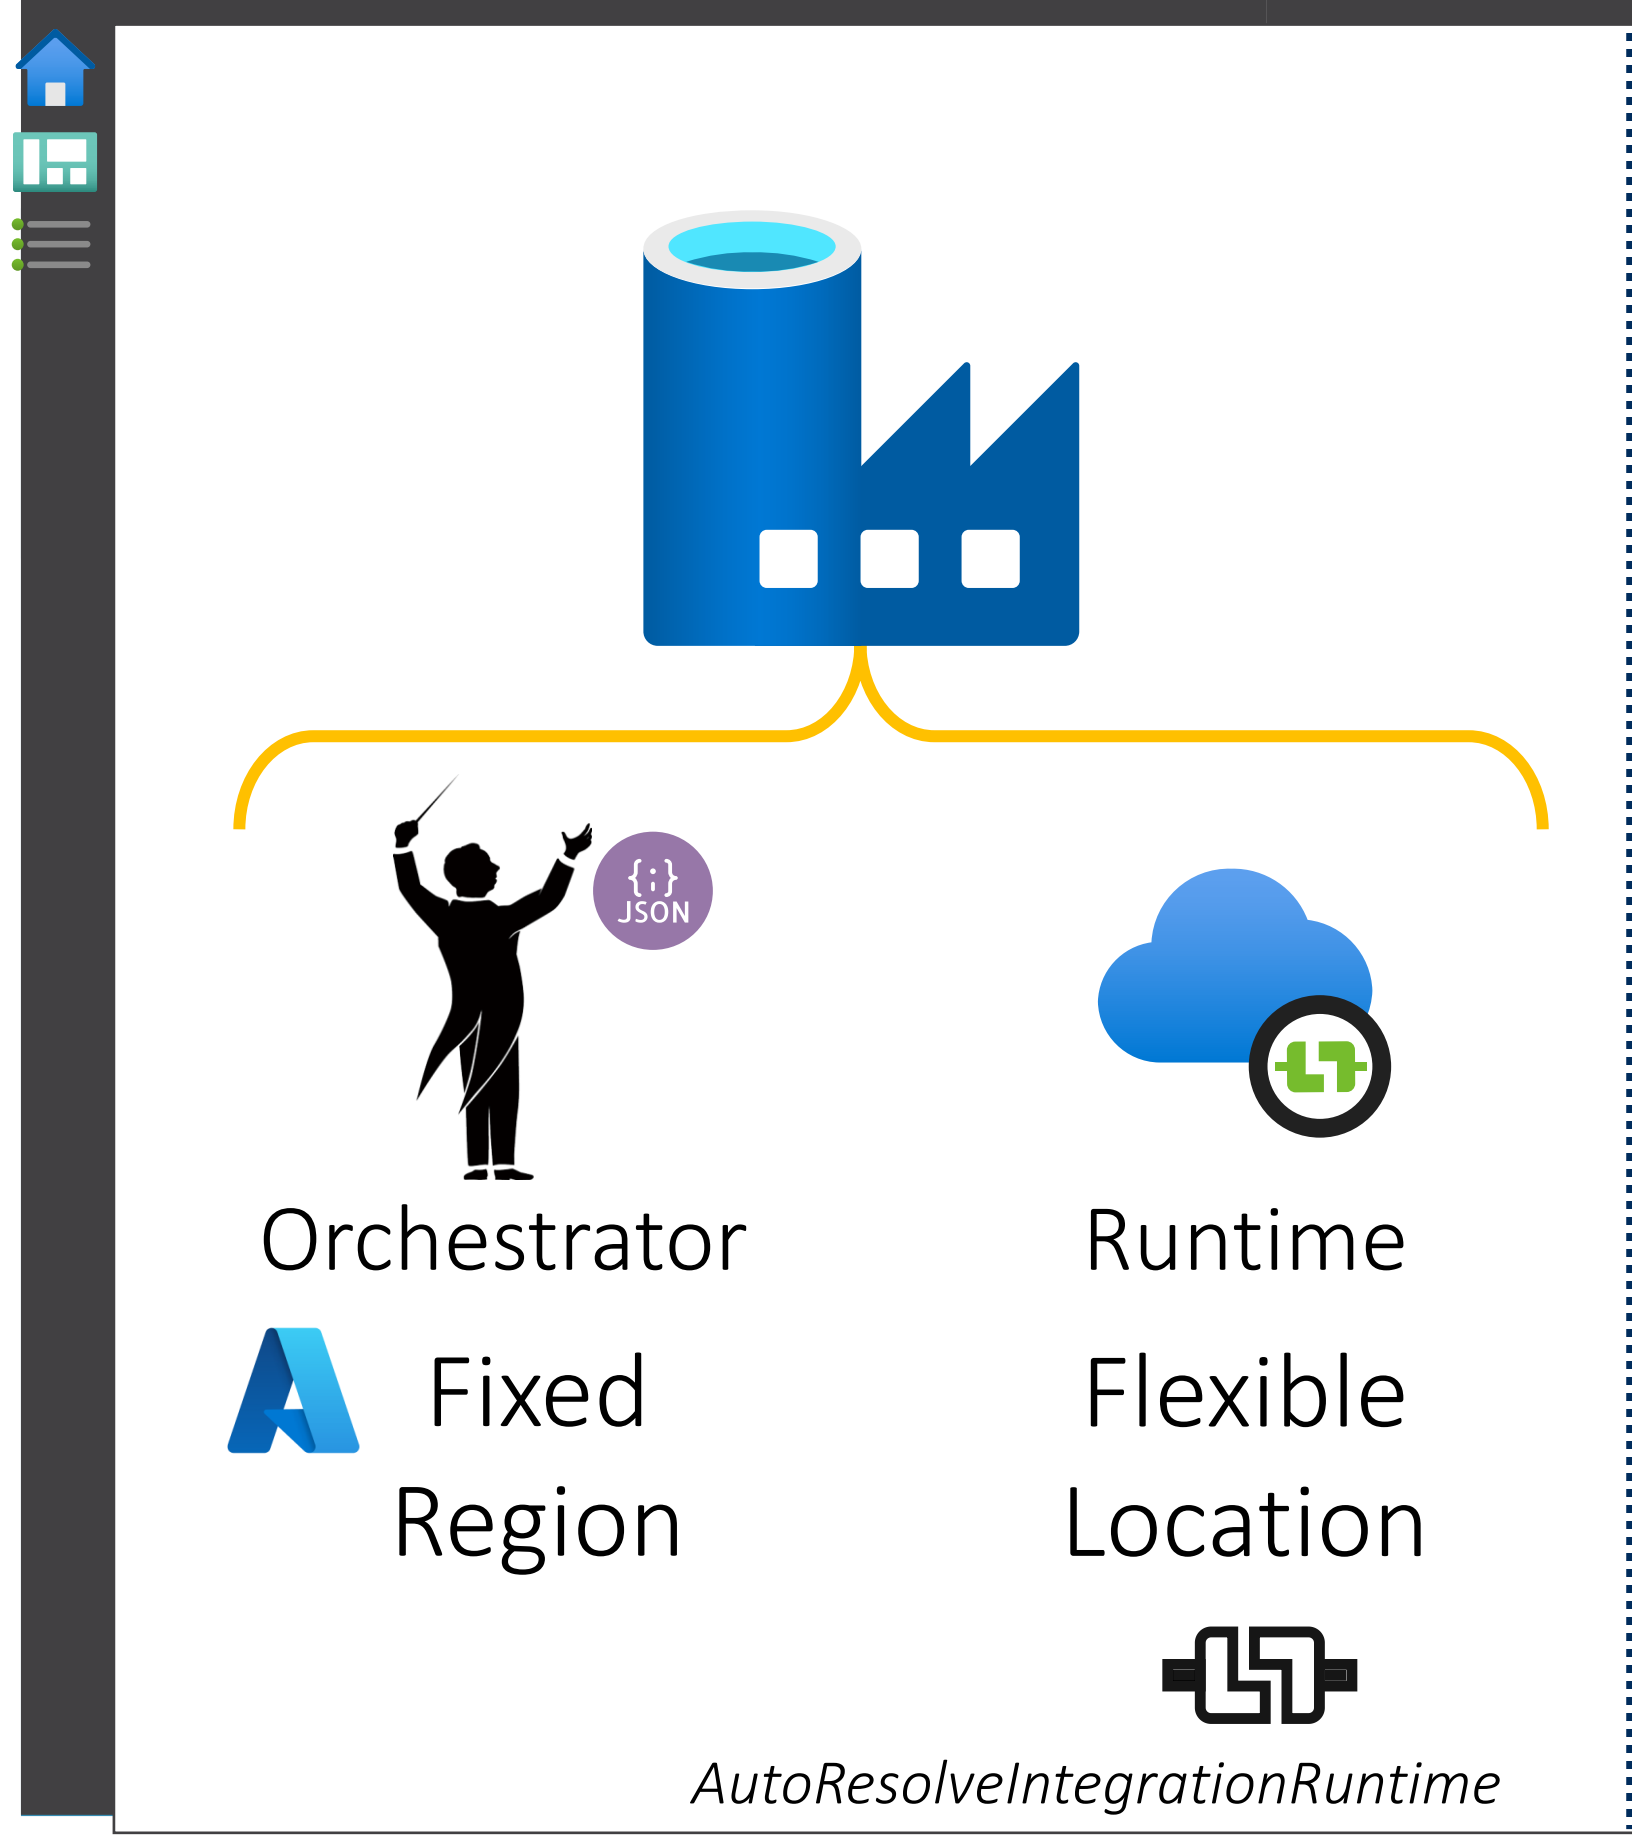 {;}
JSON
Orchestrator
Runtime
Fixed
Region
Flexible
Location
AutoResolveIntegrationRuntime